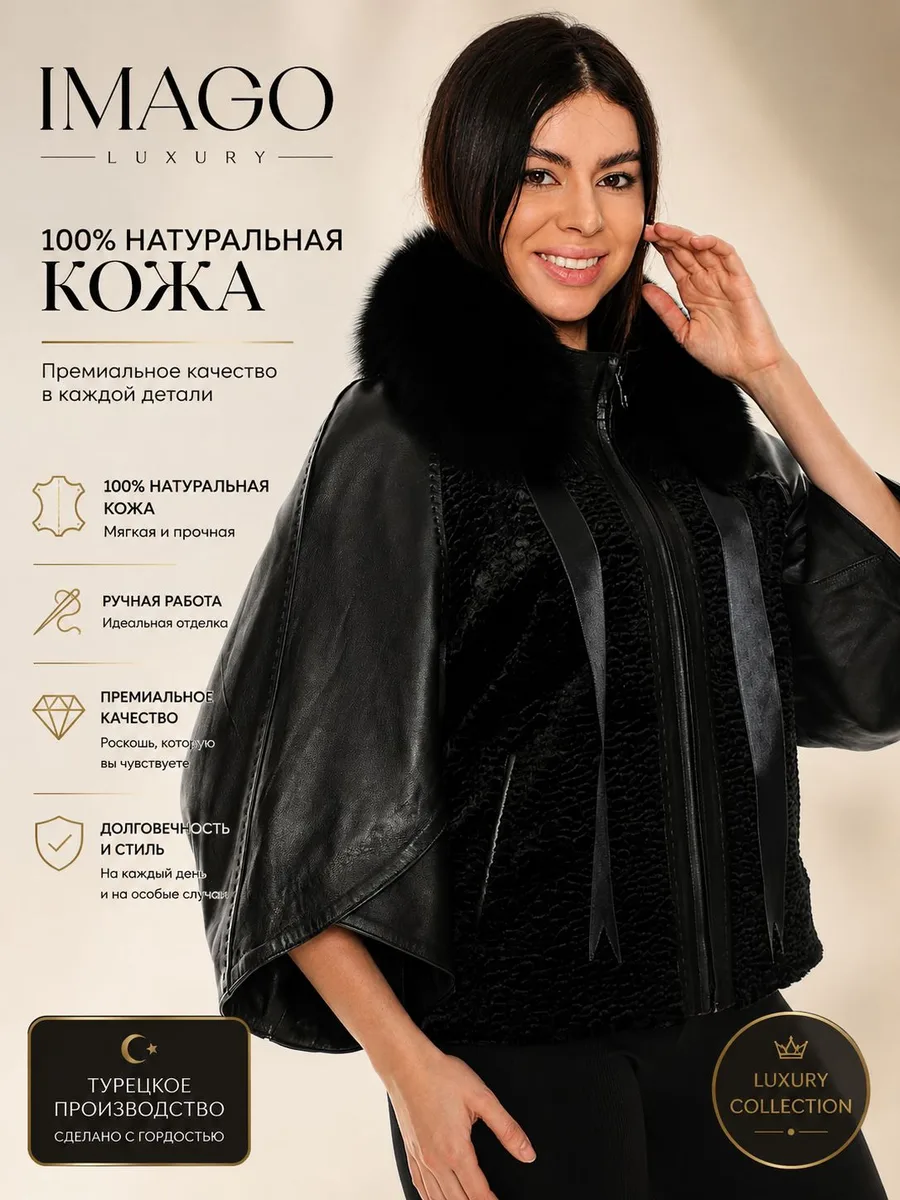 IMAGO
LUXURY
100% НАТУРАЛЬНАЯ
КОЖА
Премиальное качество
в каждой детали
100% НАТУРАЛЬНАЯ
КОЖА
Мягкая и прочная
РУЧНАЯ РАБОТА
Идеальная отделка
ПРЕМИАЛЬНОЕ
КАЧЕСТВО
Роскошь, которую
вы чувствуете
ДОЛГОВЕЧНОСТЬ
И СТИЛЬ
На каждый день
и на особые случаи
ТУРЕЦКОЕ
ПРОИЗВОДСТВО
СДЕЛАНО С ГОРДОСТЬЮ
LUXURY
COLLECTION